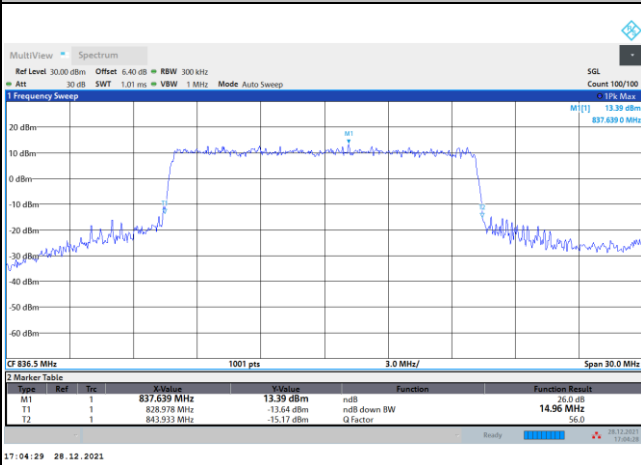 MultiView Spectrum
Ref Level 30.00 dBm Offset 6.40 dB RBW 300 kHz SGL
Att 30 dB SWT 1.01 ms VBW 1 MHz Mode Auto Sweep Count 100/100
1 Frequency Sweep 1Pk Max
M1[1] 13.39 dBm
837.639 0 MHz
20 dBm
M1
10 dBm
0 dBm
-10 dBm
-20 dBm
-30 dBm
-40 dBm
-50 dBm
-60 dBm
CF 836.5 MHz 1001 pts 3.0 MHz/ Span 30.0 MHz
2 Marker Table
Type Ref Trc X-Value Y-Value Function Function Result
M1 1 837.639 MHz 13.39 dBm ndB 26.0 dB
T1 1 828.978 MHz -13.64 dBm ndB down BW 14.96 MHz
T2 1 843.933 MHz -15.17 dBm Q Factor 56.0
Ready 28.12.2021
17:04:28
17:04:29 28.12.2021